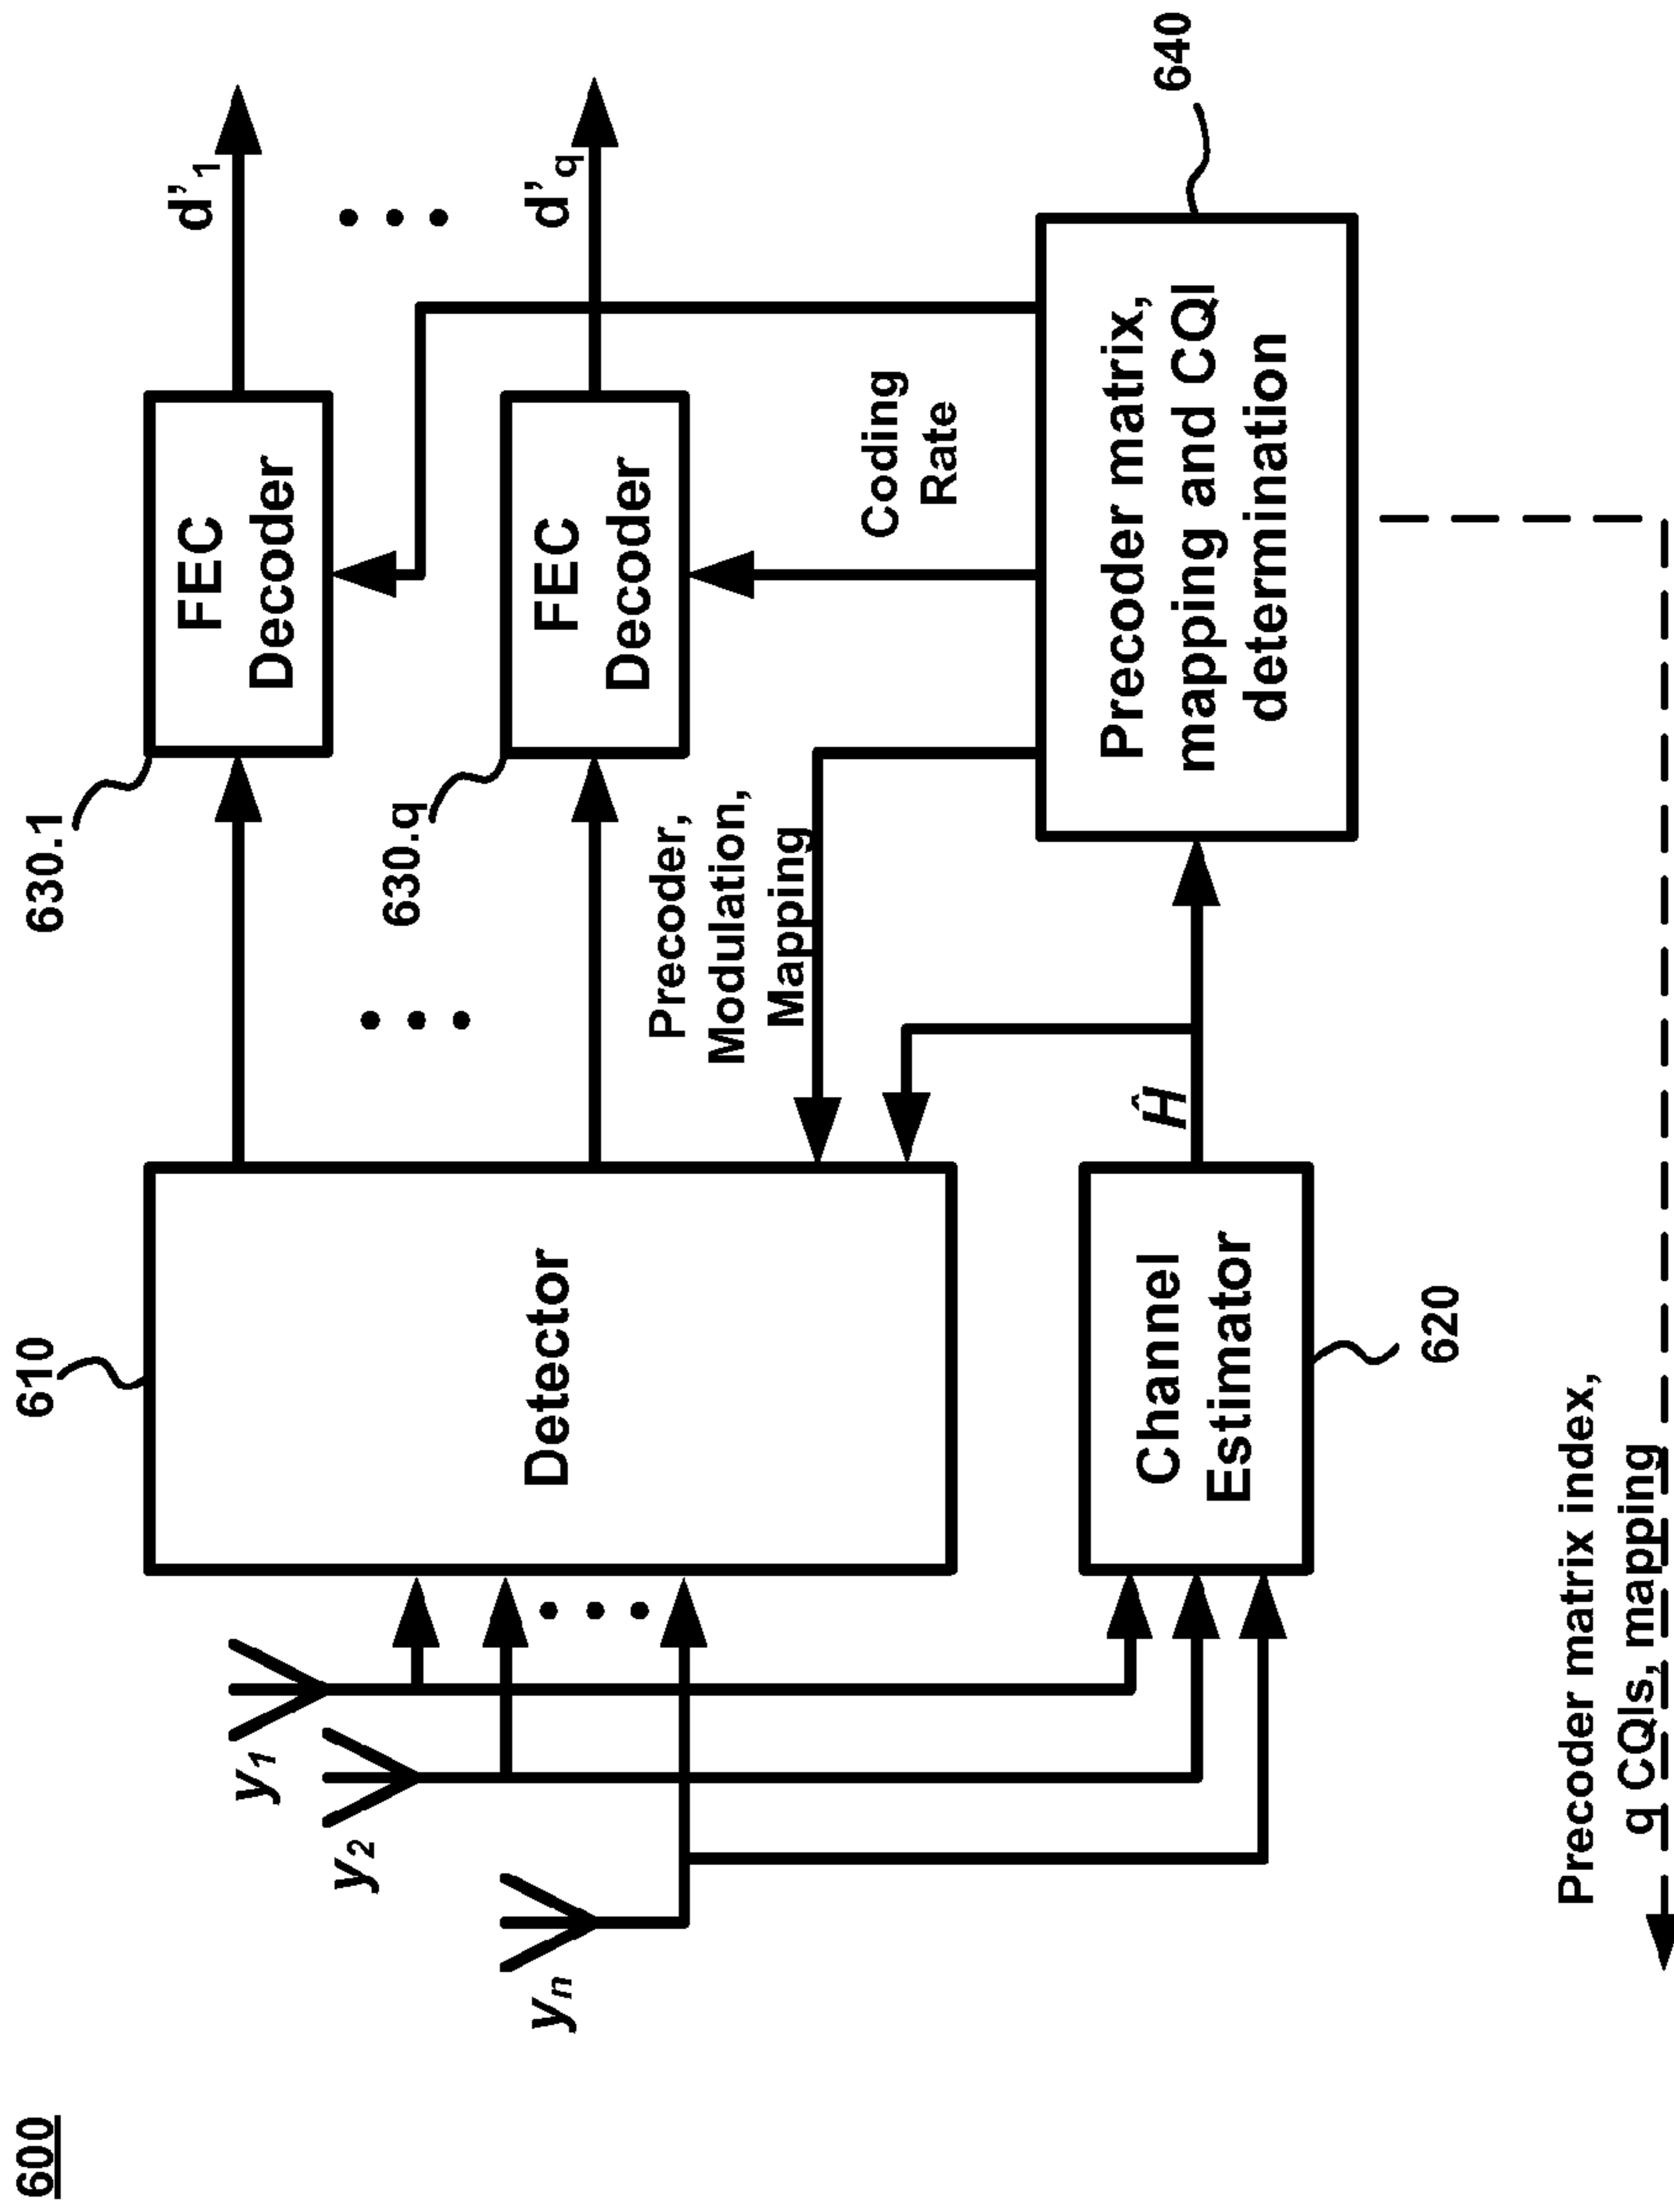 600
610
630.1
FEC
Decoder
d'1
y1
y2
yn
Detector
630.q
FEC
Decoder
d'q
Precoder,
Modulation,
Mapping
Coding
Rate
Channel
Estimator
Ĥ
Precoder matrix,
mapping and CQI
determination
620
640
Precoder matrix index,
q CQIs, mapping